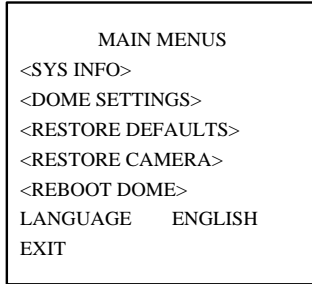 MAIN MENUS
<SYS INFO>
<DOME SETTINGS>
<RESTORE DEFAULTS>
<RESTORE CAMERA>
<REBOOT DOME>
LANGUAGE ENGLISH
EXIT